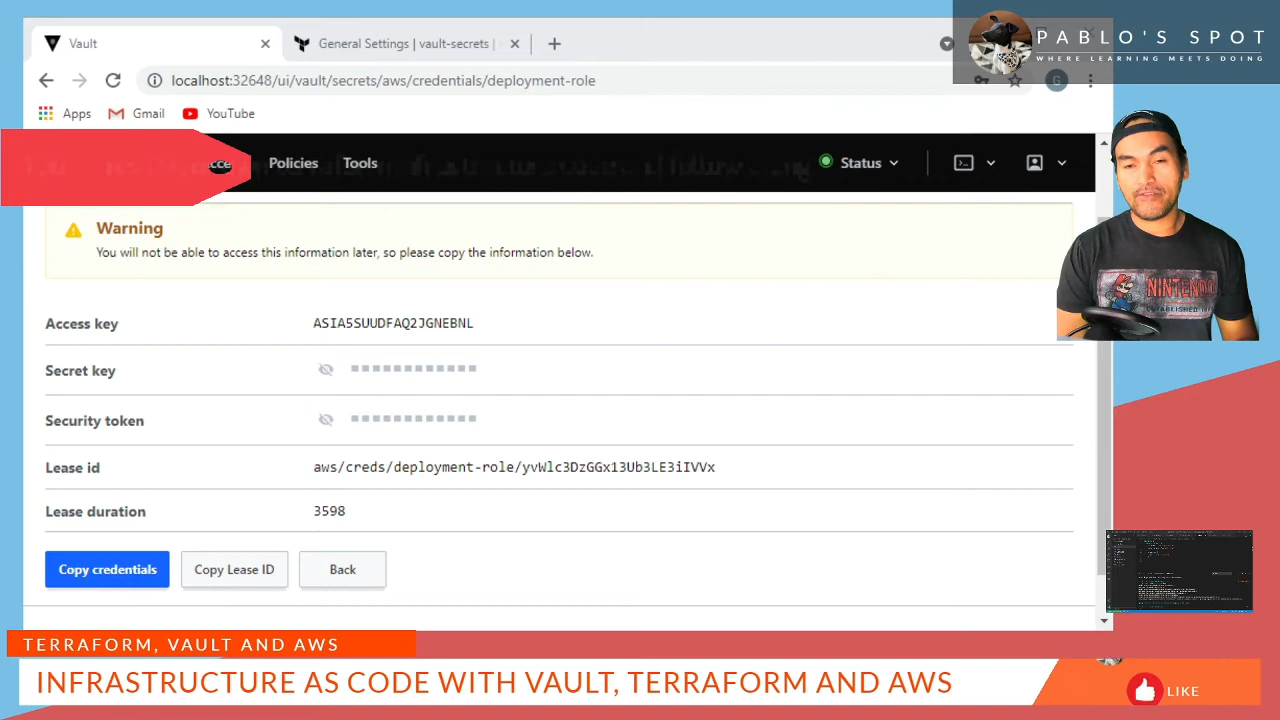 Vault
General Settings | vault-secrets |
PABLO'S SPOT
WHERE LEARNING MEETS DOING
localhost:32648/ui/vault/secrets/aws/credentials/deployment-role
G
Apps Gmail YouTube
Policies Tools Status
Warning
You will not be able to access this information later, so please copy the information below.
Access key ASIA5SUUDFAQ2JGNEBNL
Secret key
Security token
Lease id aws/creds/deployment-role/yvWlc3DzGGx13Ub3LE3iIVVx
Lease duration 3598
Copy credentials Copy Lease ID Back
NINTENDO
TERRAFORM, VAULT AND AWS
INFRASTRUCTURE AS CODE WITH VAULT, TERRAFORM AND AWS
LIKE